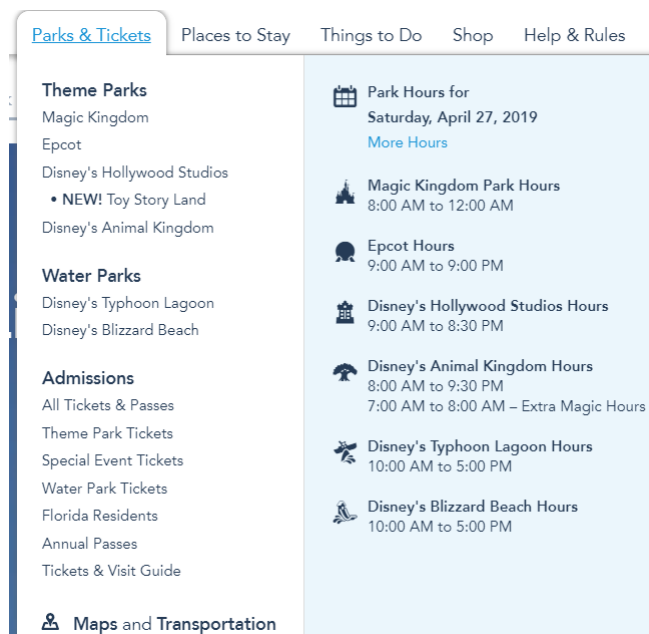 Parks & Tickets Places to Stay Things to Do Shop Help & Rules
Theme Parks
Magic Kingdom
Epcot
Disney's Hollywood Studios
• NEW! Toy Story Land
Disney's Animal Kingdom
Water Parks
Disney's Typhoon Lagoon
Disney's Blizzard Beach
Admissions
All Tickets & Passes
Theme Park Tickets
Special Event Tickets
Water Park Tickets
Florida Residents
Annual Passes
Tickets & Visit Guide
Maps and Transportation
Park Hours for
Saturday, April 27, 2019
More Hours
Magic Kingdom Park Hours
8:00 AM to 12:00 AM
Epcot Hours
9:00 AM to 9:00 PM
Disney's Hollywood Studios Hours
9:00 AM to 8:30 PM
Disney's Animal Kingdom Hours
8:00 AM to 9:30 PM
7:00 AM to 8:00 AM – Extra Magic Hours
Disney's Typhoon Lagoon Hours
10:00 AM to 5:00 PM
Disney's Blizzard Beach Hours
10:00 AM to 5:00 PM